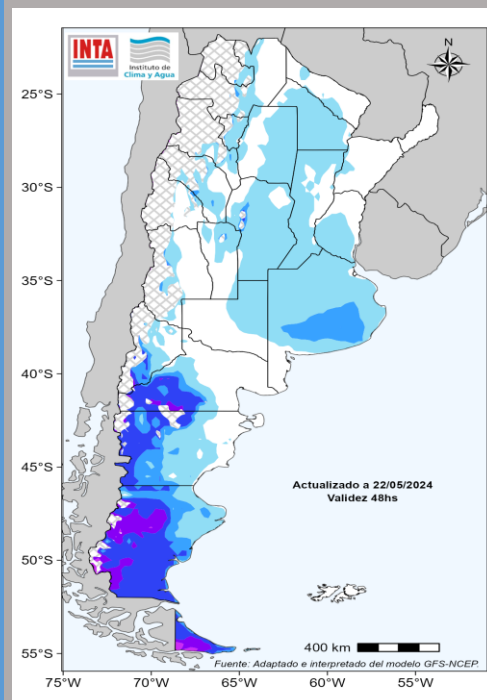 INTA
Instituto de
Clima y Agua
N
25°S
30°S
35°S
40°S
45°S
Actualizado a 22/05/2024
Validez 48hs
50°S
400 km
55°S
Fuente: Adaptado e interpretado del modelo GFS-NCEP.
75°W
70°W
65°W
60°W
55°W